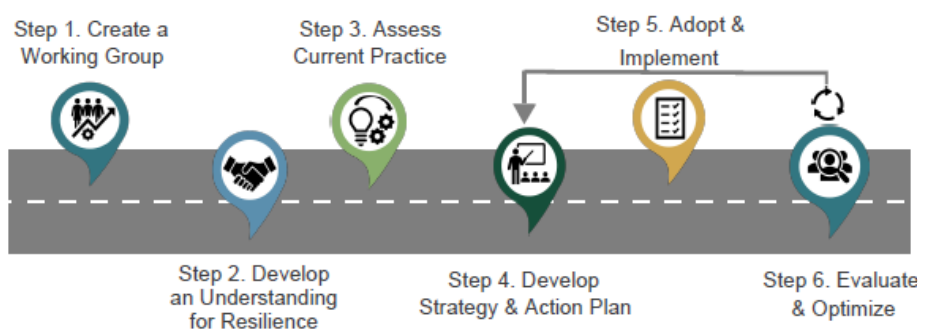 Step 1. Create a
Working Group
Step 2. Develop
an Understanding
for Resilience
Step 3. Assess
Current Practice
Step 4. Develop
Strategy & Action Plan
Step 5. Adopt &
Implement
Step 6. Evaluate
& Optimize